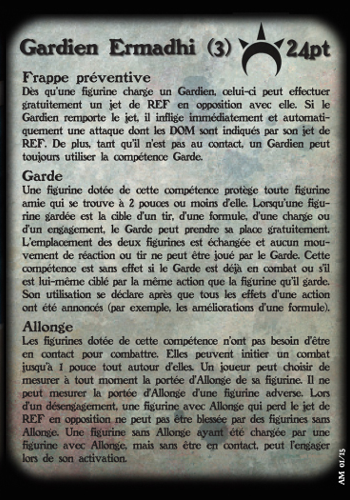 Gardien Ermadhi (3) 24pt
Frappe préventive
Dès qu'une figurine charge un Gardien, celui-ci peut effectuer
gratuitement un jet de REF en opposition avec elle. Si le
Gardien remporte le jet, il inflige immédiatement et automati-
quement une attaque dont les DOM sont indiqués par son jet de
REF. De plus, tant qu'il n'est pas au contact, un Gardien peut
toujours utiliser la compétence Garde.
Garde
Une figurine dotée de cette compétence protège toute figurine
amie qui se trouve à 2 pouces ou moins d'elle. Lorsqu'une figu-
rine gardée est la cible d'un tir, d'une formule, d'une charge ou
d'un engagement, le Garde peut prendre sa place gratuitement.
L'emplacement des deux figurines est échangée et aucun mou-
vement de réaction ou tir ne peut être joué par le Garde. Cette
compétence est sans effet si le Garde est déjà en combat ou s'il
est lui-même ciblé par la même action que la figurine qu'il garde.
Son utilisation se déclare après que tous les effets d'une action
ont été annoncés (par exemple, les améliorations d'une formule).
Allonge
Les figurines dotée de cette compétence n'ont pas besoin d'être
en contact pour combattre. Elles peuvent initier un combat
jusqu'à 1 pouce tout autour d'elles. Un joueur peut choisir de
mesurer à tout moment la portée d'Allonge de sa figurine. Il ne
peut mesurer la portée d'Allonge d'une figurine adverse. Lors
d'un désengagement, une figurine avec Allonge qui perd le jet de
REF en opposition ne peut pas être blessée par des figurines sans
Allonge. Une figurine sans Allonge ayant été chargée par une
figurine avec Allonge, mais sans être en contact, peut l'engager
lors de son activation.
AM 01/13